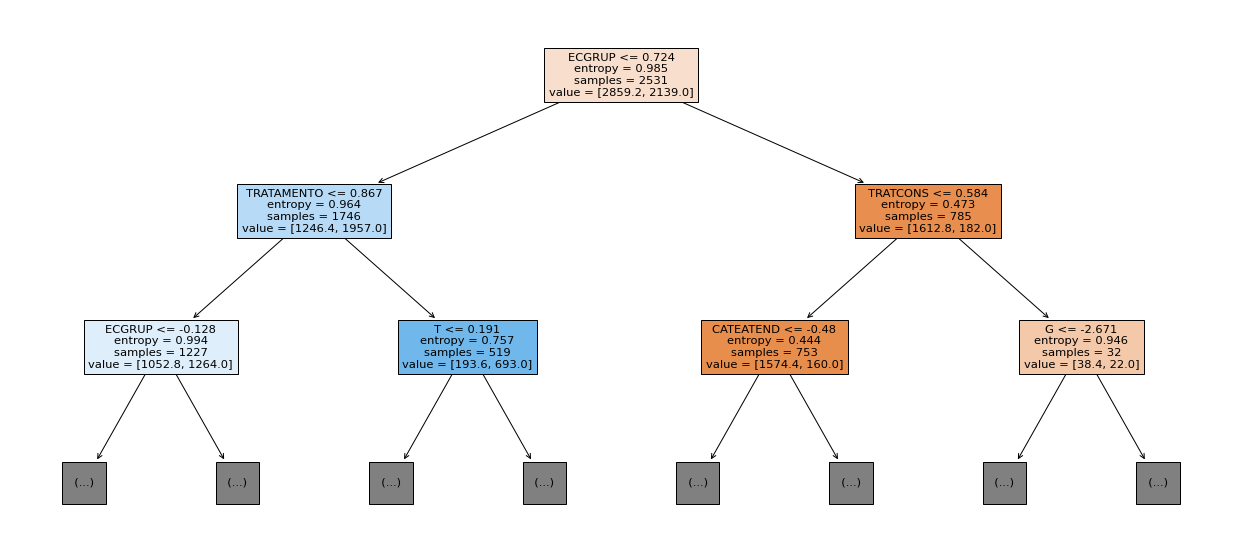 ECGRUP <= 0.724
entropy = 0.985
samples = 2531
value = [2859.2, 2139.0]
TRATAMENTO <= 0.867
entropy = 0.964
samples = 1746
value = [1246.4, 1957.0]
TRATCONS <= 0.584
entropy = 0.473
samples = 785
value = [1612.8, 182.0]
ECGRUP <= -0.128
entropy = 0.994
samples = 1227
value = [1052.8, 1264.0]
T <= 0.191
entropy = 0.757
samples = 519
value = [193.6, 693.0]
CATEATEND <= -0.48
entropy = 0.444
samples = 753
value = [1574.4, 160.0]
G <= -2.671
entropy = 0.946
samples = 32
value = [38.4, 22.0]
(...)
(...)
(...)
(...)
(...)
(...)
(...)
(...)